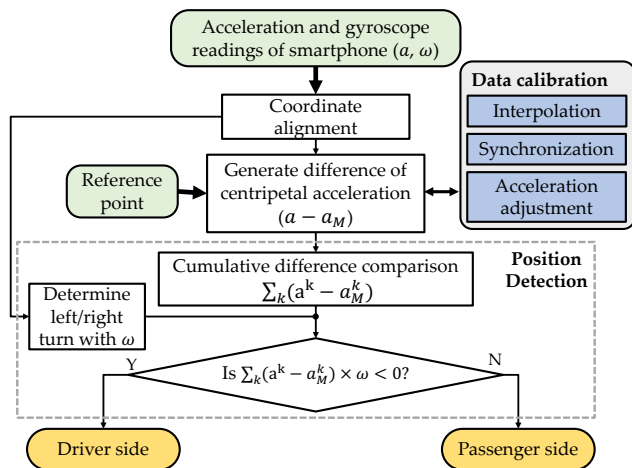 Acceleration and gyroscope
readings of smartphone (𝑎, 𝜔)
Data calibration
Interpolation
Synchronization
Acceleration
adjustment
Coordinate
alignment
Reference
point
Generate difference of
centripetal acceleration
(𝑎 − 𝑎_𝑀)
Position
Detection
Cumulative difference comparison
∑_𝑘(a^k − 𝑎_𝑀^𝑘)
Determine
left/right
turn with 𝜔
Y
Is ∑_𝑘(a^k − 𝑎_𝑀^𝑘) × 𝜔 < 0?
N
Driver side
Passenger side